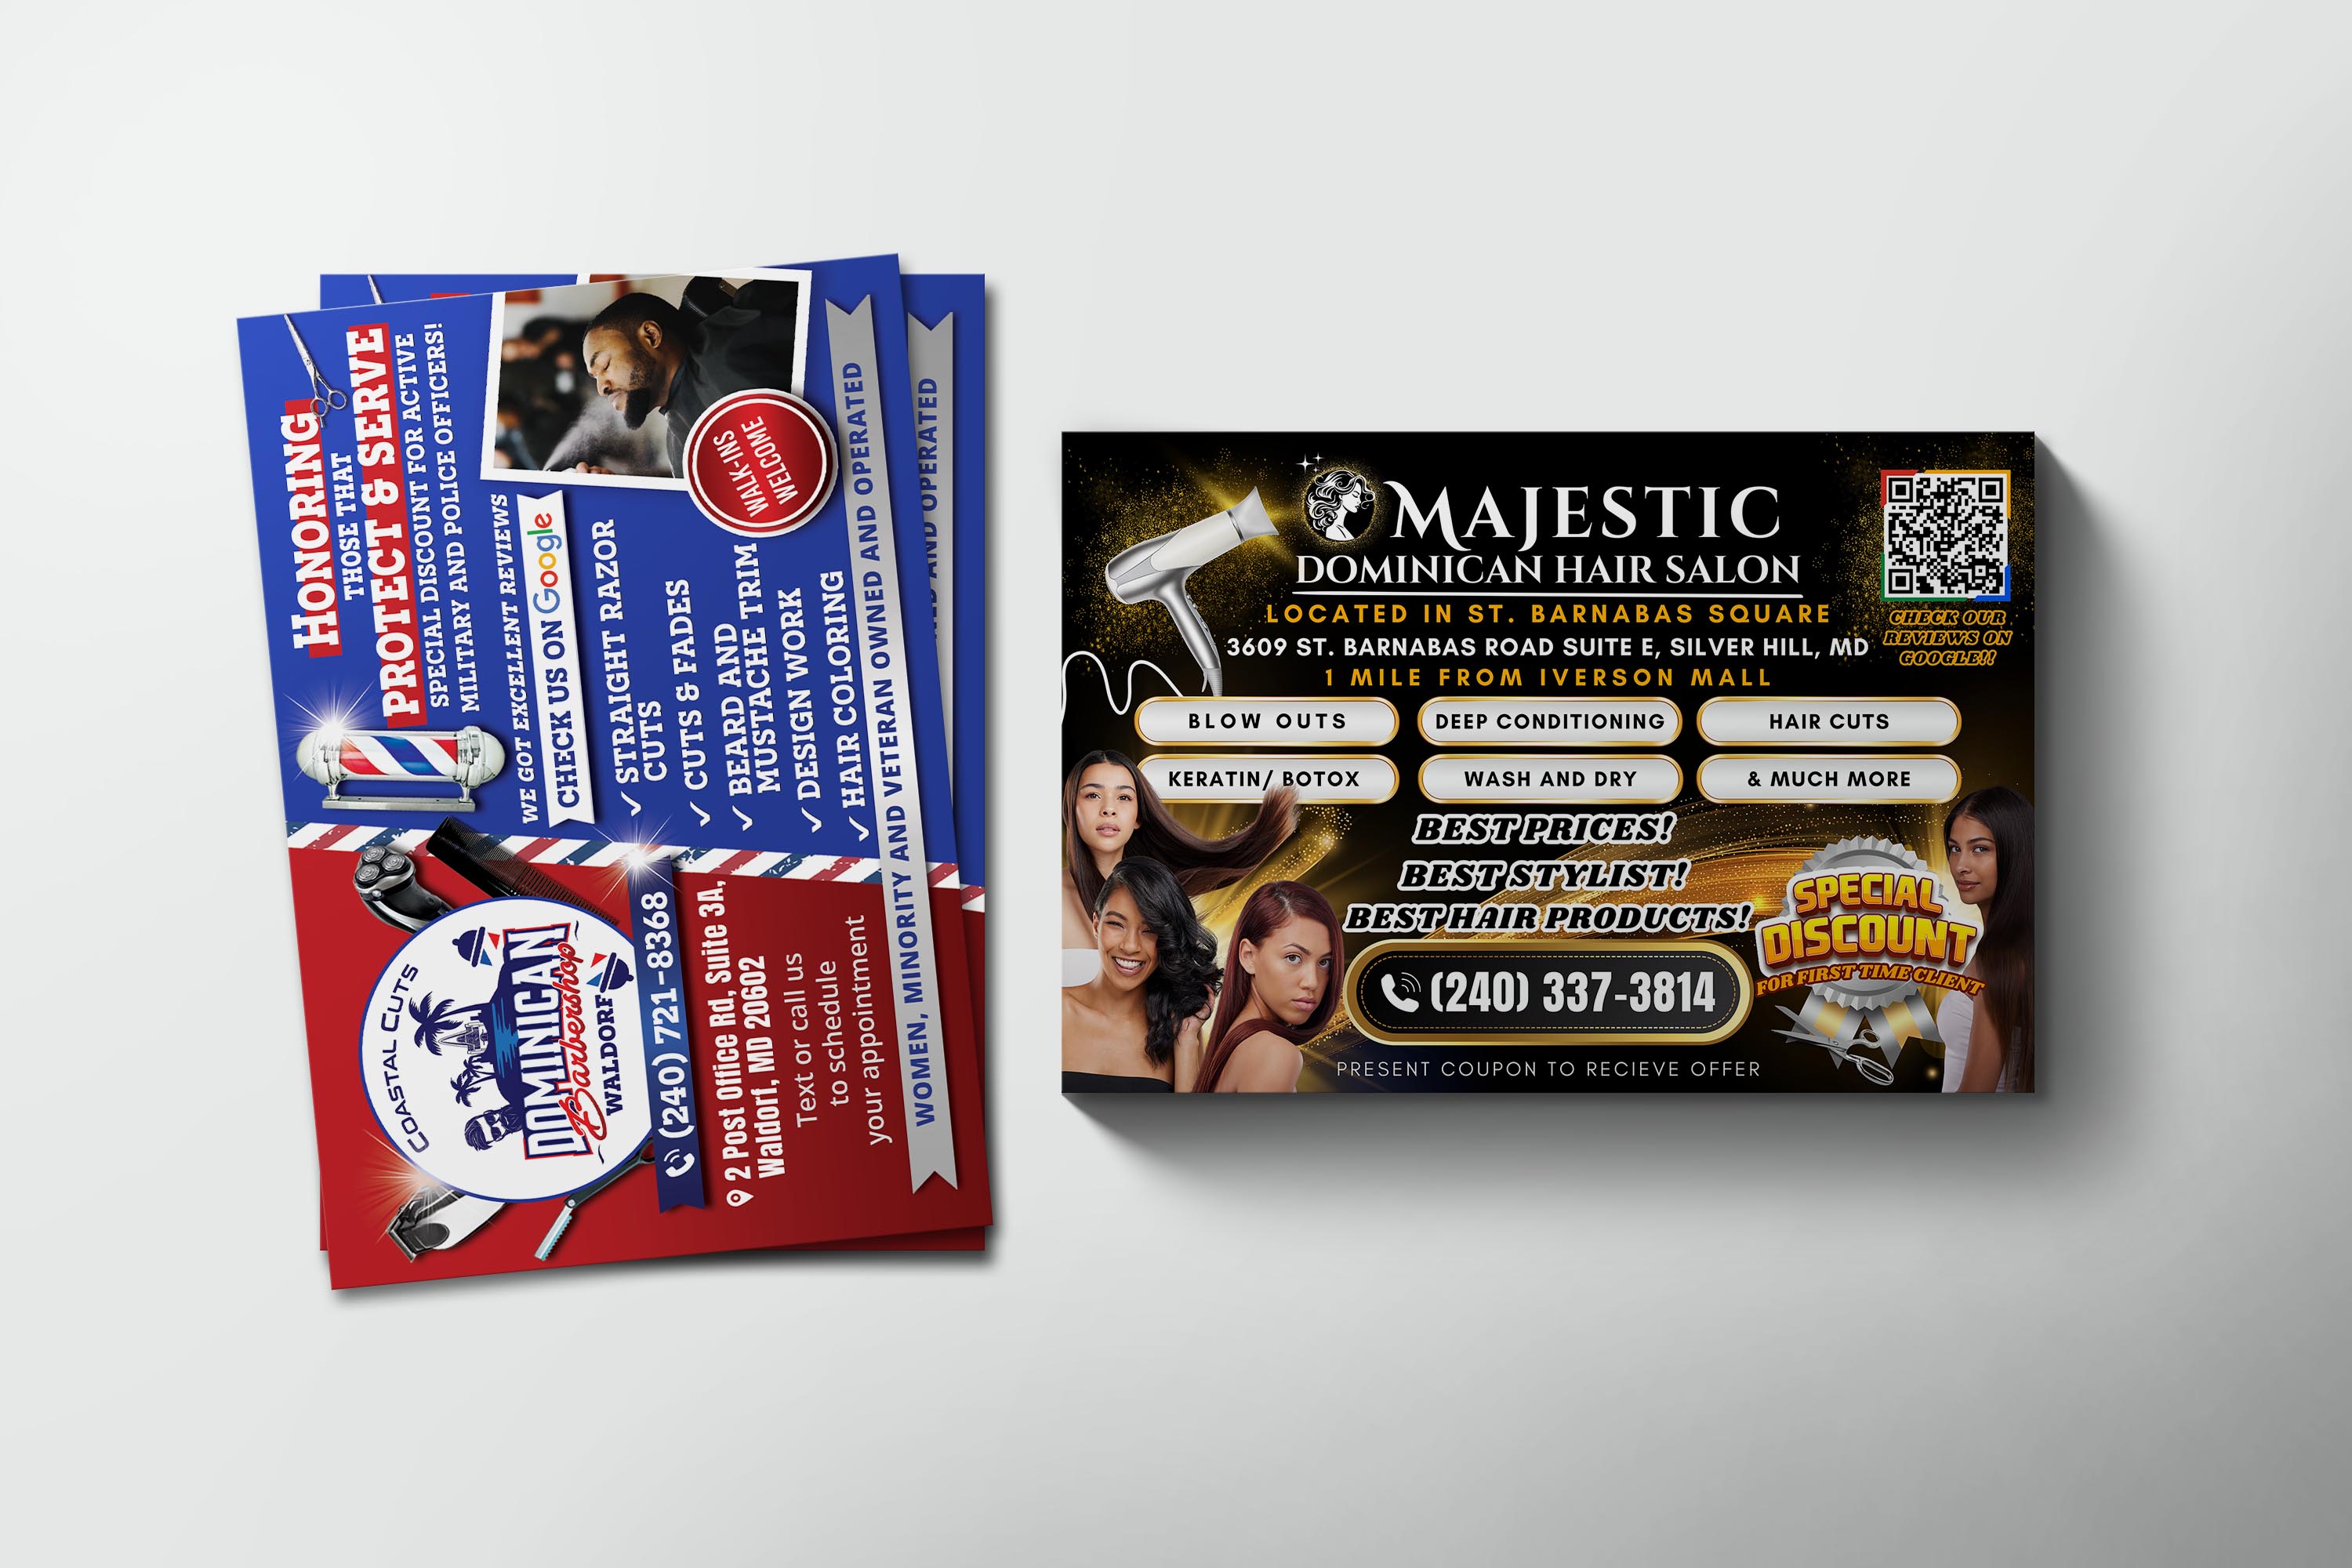 HONORING
THOSE THAT
PROTECT & SERVE
SPECIAL DISCOUNT FOR ACTIVE
MILITARY AND POLICE OFFICERS!
WE GOT EXCELLENT REVIEWS
CHECK US ON Google
STRAIGHT RAZOR
CUTS
CUTS & FADES
BEARD AND
MUSTACHE TRIM
DESIGN WORK
HAIR COLORING
WALK-INS
WELCOME
COASTAL CUTS
DOMINICAN
Barbershop
WALDORF
(240) 721-8368
2 Post Office Rd, Suite 3A,
Waldorf, MD 20602
Text or call us
to schedule
your appointment
WOMEN, MINORITY AND VETERAN OWNED AND OPERATED
AND OPERATED
MAJESTIC
DOMINICAN HAIR SALON
LOCATED IN ST. BARNABAS SQUARE
3609 ST. BARNABAS ROAD SUITE E, SILVER HILL, MD
1 MILE FROM IVERSON MALL
CHECK OUR
REVIEWS ON
GOOGLE!!
BLOW OUTS
DEEP CONDITIONING
HAIR CUTS
KERATIN/ BOTOX
WASH AND DRY
& MUCH MORE
BEST PRICES!
BEST STYLIST!
BEST HAIR PRODUCTS!
SPECIAL
DISCOUNT
FOR FIRST TIME CLIENT
(240) 337-3814
PRESENT COUPON TO RECIEVE OFFER